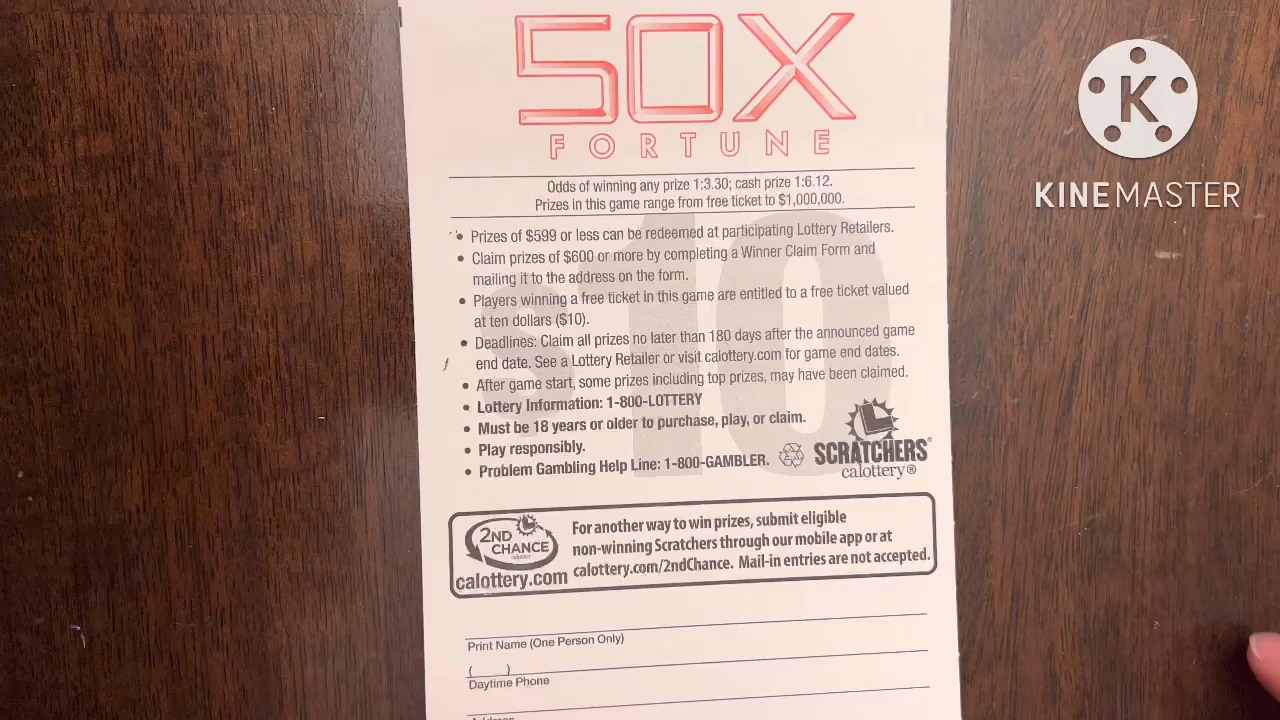 50X
FORTUNE
K
KINEMASTER
Odds of winning any prize 1:3.30; cash prize 1:6.12.
Prizes in this game range from free ticket to $1,000,000.
$10
• Prizes of $599 or less can be redeemed at participating Lottery Retailers.
• Claim prizes of $600 or more by completing a Winner Claim Form and
mailing it to the address on the form.
• Players winning a free ticket in this game are entitled to a free ticket valued
at ten dollars ($10).
• Deadlines: Claim all prizes no later than 180 days after the announced game
end date. See a Lottery Retailer or visit calottery.com for game end dates.
• After game start, some prizes including top prizes, may have been claimed.
• Lottery Information: 1-800-LOTTERY
• Must be 18 years or older to purchase, play, or claim.
• Play responsibly.
• Problem Gambling Help Line: 1-800-GAMBLER.
SCRATCHERS®
calottery®
2ND
CHANCE
calottery
calottery.com
For another way to win prizes, submit eligible
non-winning Scratchers through our mobile app or at
calottery.com/2ndChance. Mail-in entries are not accepted.
Print Name (One Person Only)
( )
Daytime Phone
Address